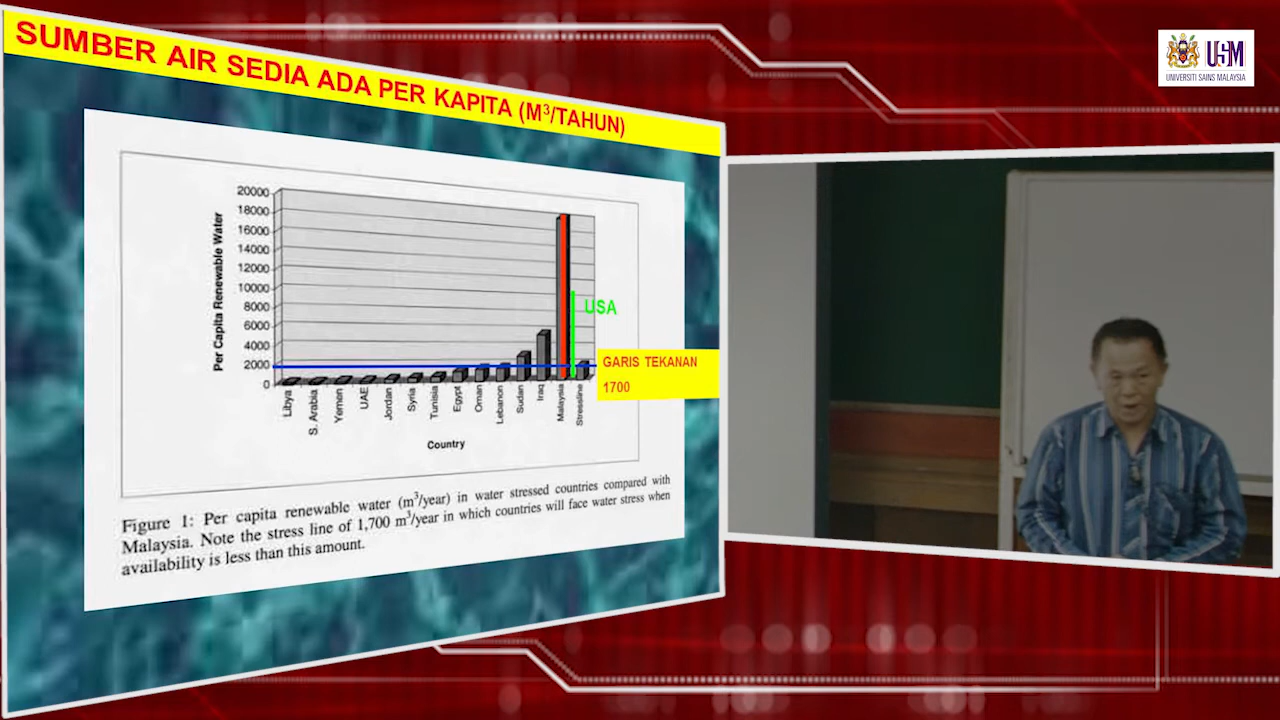 SUMBER AIR SEDIA ADA PER KAPITA (M³/TAHUN)
20000
18000
16000
14000
12000
10000
8000
6000
4000
2000
0
Per Capita Renewable Water
USA
GARIS TEKANAN
1700
Libya
S. Arabia
Yemen
UAE
Jordan
Syria
Tunisia
Egypt
Oman
Lebanon
Sudan
Iraq
Malaysia
Stressline
Country
Figure 1: Per capita renewable water (m³/year) in water stressed countries compared with
Malaysia. Note the stress line of 1,700 m³/year in which countries will face water stress when
availability is less than this amount.
USM
UNIVERSITI SAINS MALAYSIA